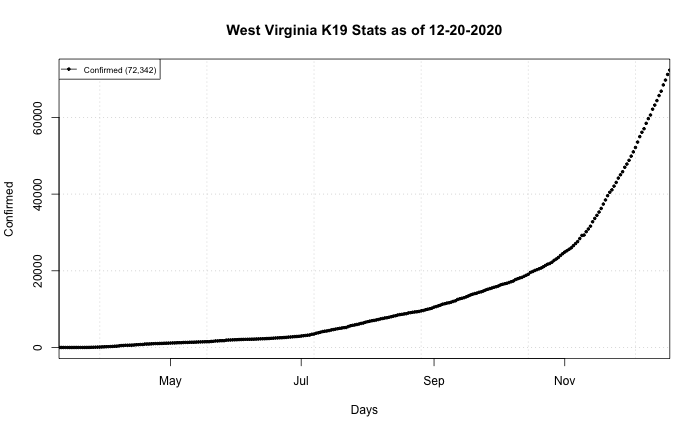 West Virginia K19 Stats as of 12-20-2020
Confirmed (72,342)
60000
40000
20000
0
Confirmed
May Jul Sep Nov
Days